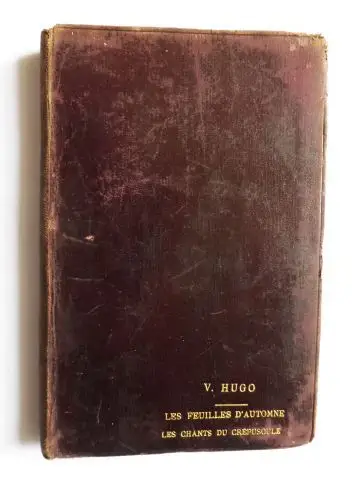 V. HUGO
LES FEUILLES D'AUTOMNE
LES CHANTS DU CRÉPUSCULE